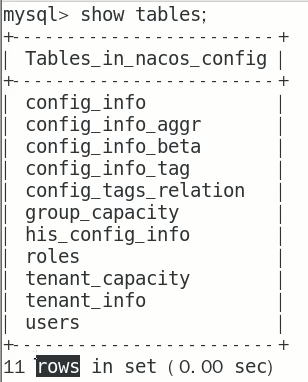 mysql> show tables;
+------------------------+
| Tables_in_nacos_config |
+------------------------+
| config_info            |
| config_info_aggr       |
| config_info_beta       |
| config_info_tag        |
| config_tags_relation   |
| group_capacity         |
| his_config_info        |
| roles                  |
| tenant_capacity        |
| tenant_info            |
| users                  |
+------------------------+
11 rows in set (0.00 sec)